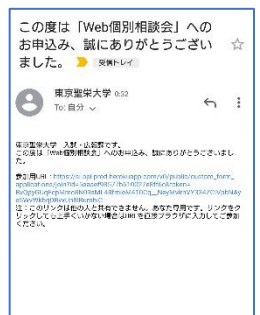 この度は「Web個別相談会」への
お申込み、誠にありがとうござい
ました。 受信トレイ
東京聖栄大学 9:32
To: 自分
東京聖栄大学 入試・広報課です。
この度は「Web個別相談会」へのお申込み、誠にありがとうございまし
た。
参加用URL：
注：このリンクは他の人と共有できません。あなた専用です。リンクをク
リックしても上手くいかない場合はURLを直接ブラウザに入力してご参加
ください。